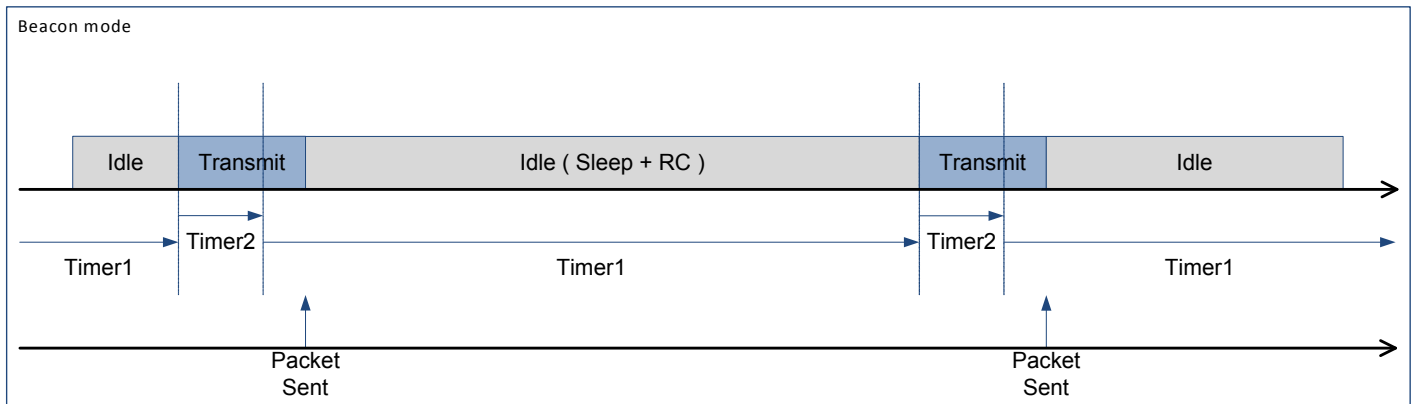 Beacon mode
Idle
Transmit
Idle ( Sleep + RC )
Transmit
Idle
Timer2
Timer2
Timer1
Timer1
Timer1
Packet
Sent
Packet
Sent